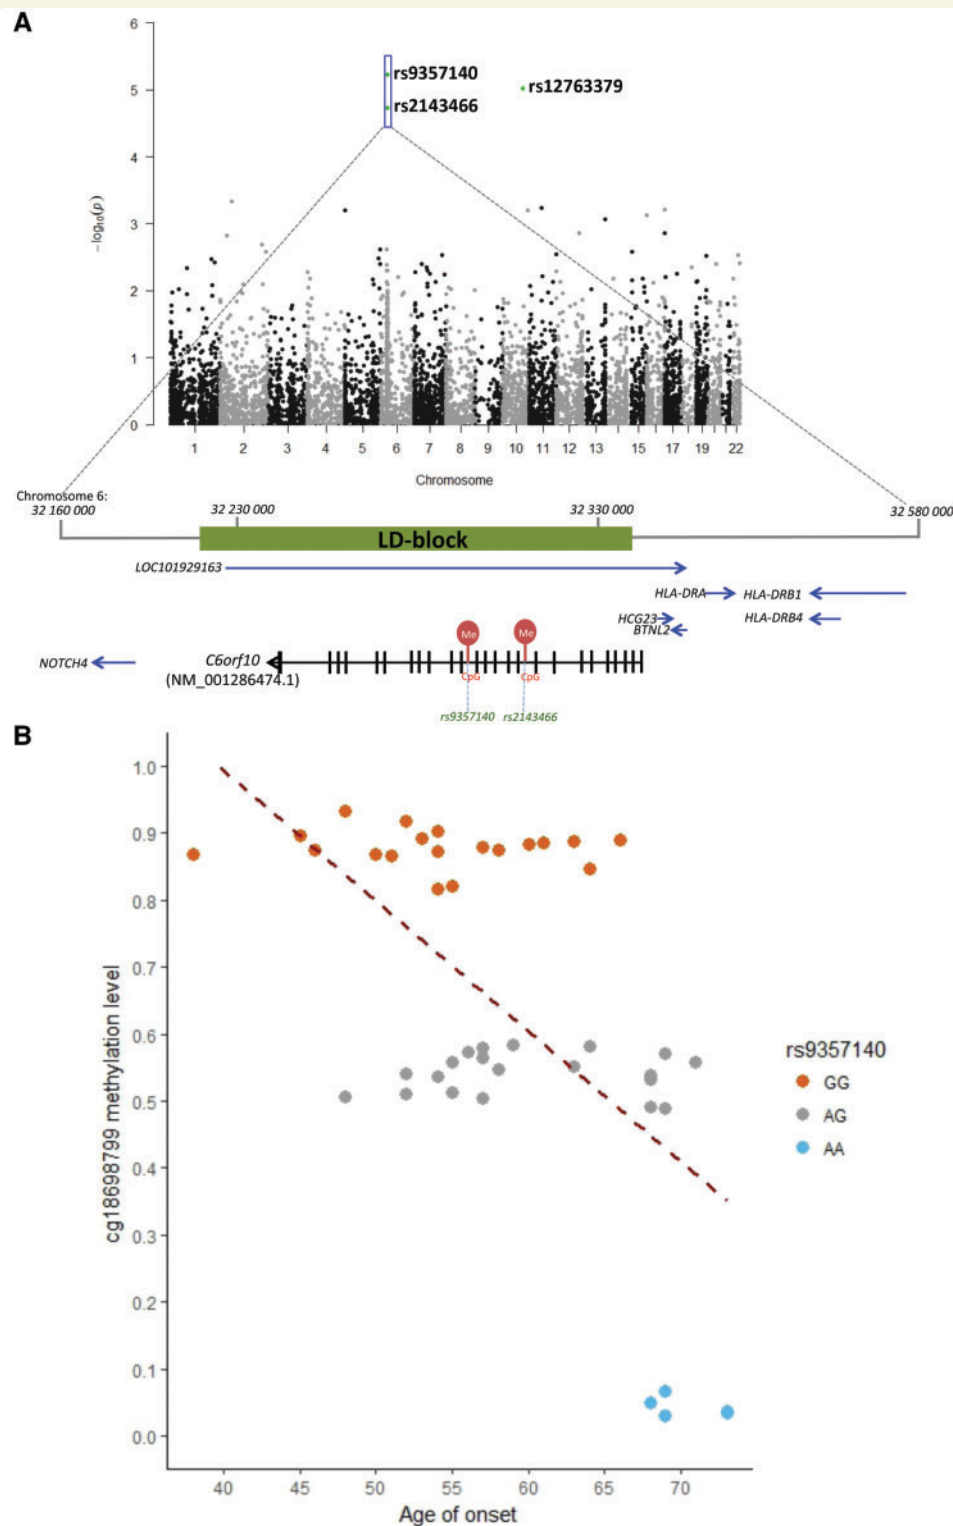 A
6
5
4
3
2
1
0
−log10(p)
rs9357140
rs2143466
rs12763379
1 2 3 4 5 6 7 8 9 10 11 12 13 15 17 19 22
Chromosome
Chromosome 6:
32 160 000 32 230 000 32 330 000 32 580 000
LD-block
LOC101929163
HLA-DRA HLA-DRB1
HCG23 HLA-DRB4
BTNL2
Me Me
NOTCH4 C6orf10
(NM_001286474.1)
CpG CpG
rs9357140 rs2143466
B
1.0
0.9
0.8
0.7
0.6
0.5
0.4
0.3
0.2
0.1
0.0
cg18698799 methylation level
rs9357140
GG
AG
AA
40 45 50 55 60 65 70
Age of onset